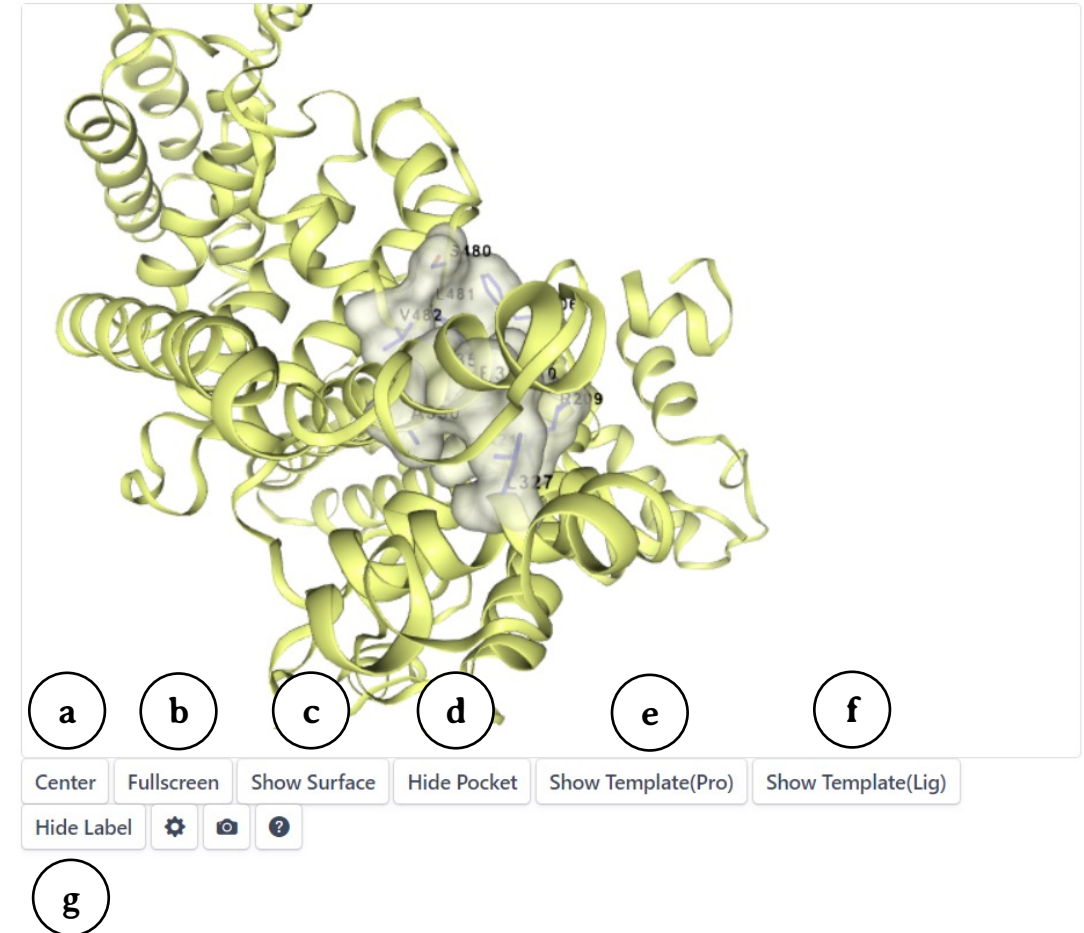 S480
L481
V482
R209
L327
a b c d e f
Center Fullscreen Show Surface Hide Pocket Show Template(Pro) Show Template(Lig)
Hide Label
g